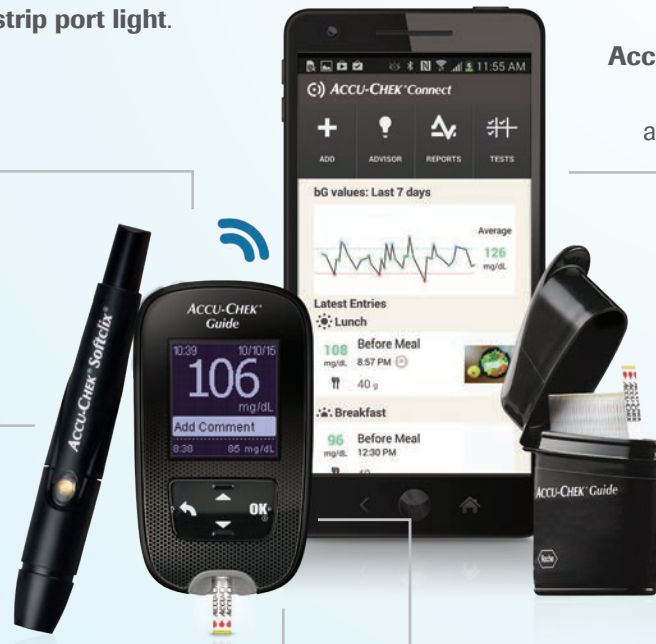 strip port light.
Acc
a
11:55 AM
ACCU-CHEK® Connect
ADD
ADVISOR
REPORTS
TESTS
bG values: Last 7 days
Average
126
mg/dL
Latest Entries
Lunch
108
mg/dL
Before Meal
8:57 PM
40 g
Breakfast
96
mg/dL
Before Meal
12:30 PM
ACCU-CHEK® Softclix®
ACCU-CHEK®
Guide
10:39 10/10/15
106
mg/dL
Add Comment
8:38 85 mg/dL
OK
ACCU-CHEK® Guide
Roche